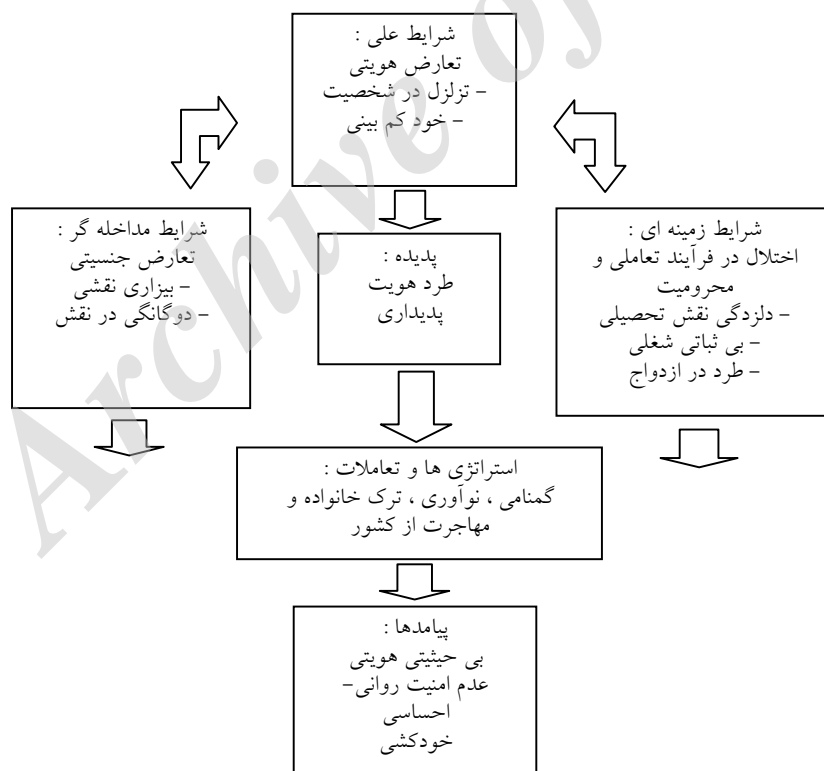 شرایط علی :
تعارض هویتی
- تزلزل در شخصیت
- خود کم بینی
شرایط زمینه ای :
اختلال در فرآیند تعاملی و
محرومیت
- دلزدگی نقش تحصیلی
- بی ثباتی شغلی
- طرد در ازدواج
پدیده :
طرد هویت
پدیداری
شرایط مداخله گر :
تعارض جنسیتی
- بیزاری نقشی
- دوگانگی در نقش
استراتژی ها و تعاملات :
گمنامی ، نوآوری ، ترک خانواده و
مهاجرت از کشور
پیامدها :
بی حیثیتی هویتی
عدم امنیت روانی-
احساسی
خودکشی
Archive of